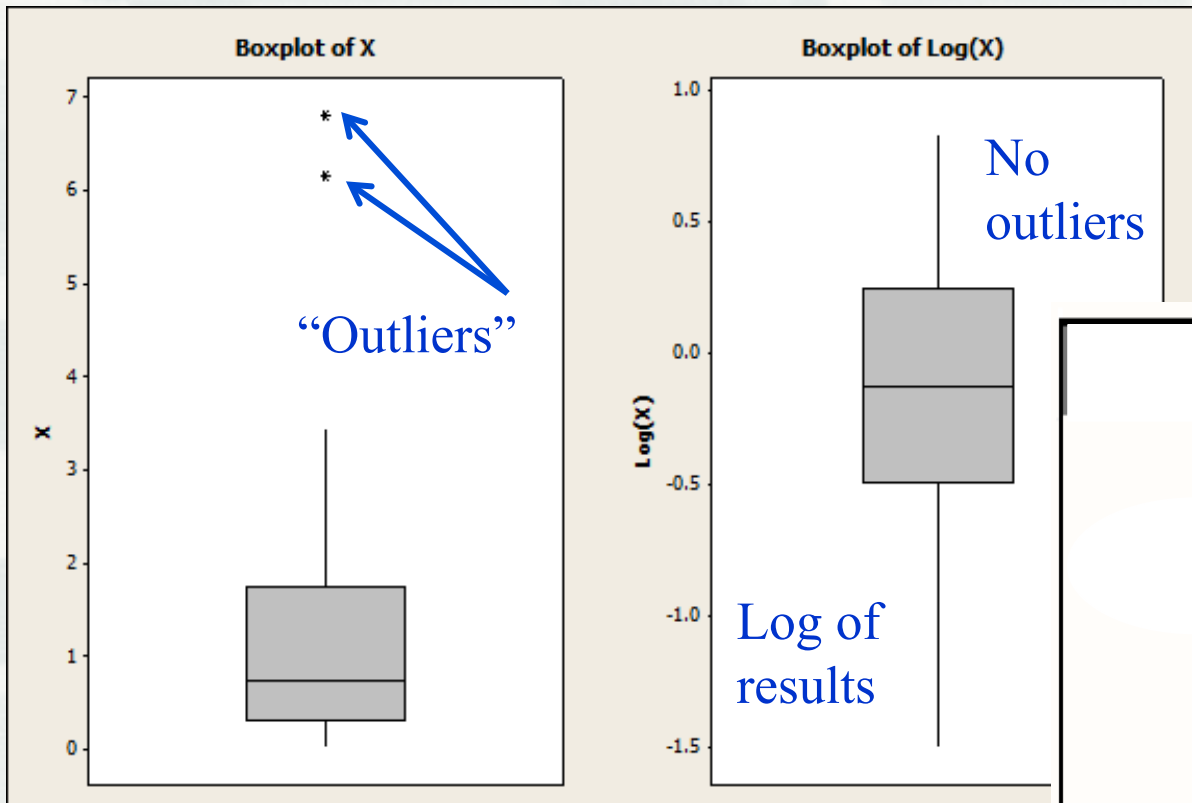 Boxplot of X
7
6
5
4
3
2
1
0
X
*
*
“Outliers”
Boxplot of Log(X)
1.0
0.5
0.0
-0.5
-1.0
-1.5
Log(X)
No
outliers
Log of
results